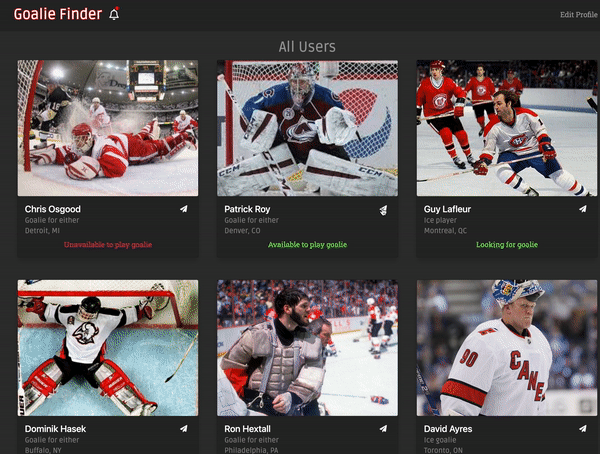 Goalie Finder
Edit Profile
All Users
Chris Osgood
Goalie for either
Detroit, MI
Unavailable to play goalie
Patrick Roy
Goalie for either
Denver, CO
Available to play goalie
Guy Lafleur
Ice player
Montreal, QC
Looking for goalie
Dominik Hasek
Goalie for either
Buffalo, NY
Ron Hextall
Goalie for either
Philadelphia, PA
90
CANE
David Ayres
Ice goalie
Toronto, ON